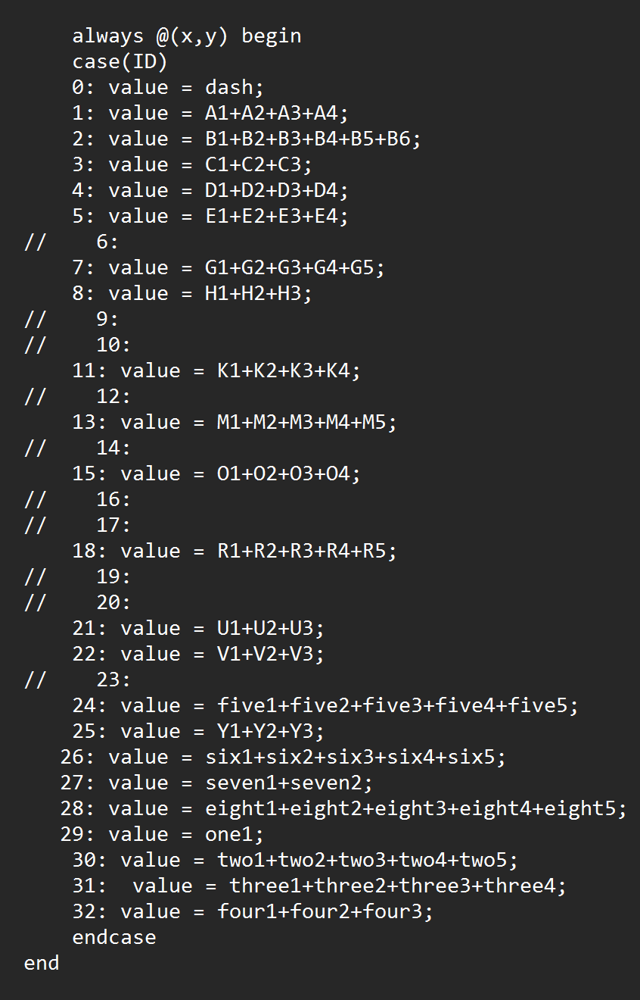 always @(x,y) begin
    case(ID)
    0: value = dash;
    1: value = A1+A2+A3+A4;
    2: value = B1+B2+B3+B4+B5+B6;
    3: value = C1+C2+C3;
    4: value = D1+D2+D3+D4;
    5: value = E1+E2+E3+E4;
//    6:
    7: value = G1+G2+G3+G4+G5;
    8: value = H1+H2+H3;
//    9:
//    10:
    11: value = K1+K2+K3+K4;
//    12:
    13: value = M1+M2+M3+M4+M5;
//    14:
    15: value = O1+O2+O3+O4;
//    16:
//    17:
    18: value = R1+R2+R3+R4+R5;
//    19:
//    20:
    21: value = U1+U2+U3;
    22: value = V1+V2+V3;
//    23:
    24: value = five1+five2+five3+five4+five5;
    25: value = Y1+Y2+Y3;
   26: value = six1+six2+six3+six4+six5;
   27: value = seven1+seven2;
   28: value = eight1+eight2+eight3+eight4+eight5;
   29: value = one1;
    30: value = two1+two2+two3+two4+two5;
    31:  value = three1+three2+three3+three4;
    32: value = four1+four2+four3;
    endcase
end